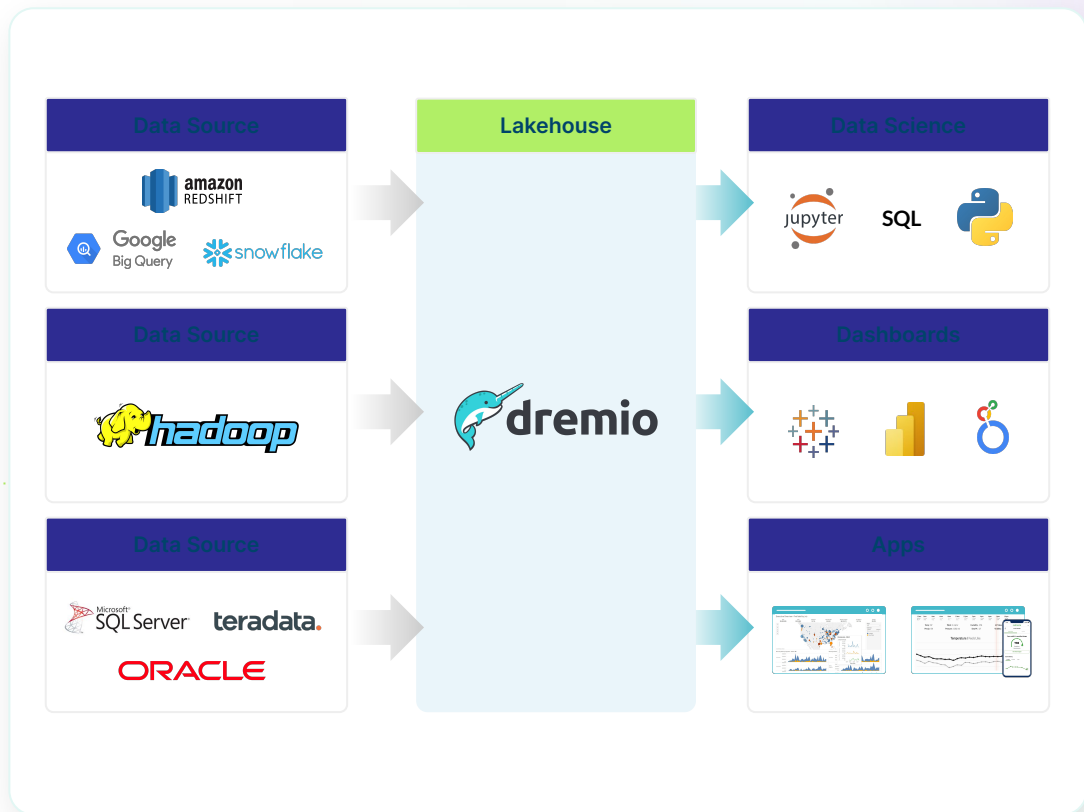 Data Source
amazon
REDSHIFT
Google
Big Query
snowflake
Data Source
hadoop
Data Source
Microsoft®
SQL Server
teradata.
ORACLE
Lakehouse
dremio
Data Science
jupyter
SQL
Dashboards
Apps